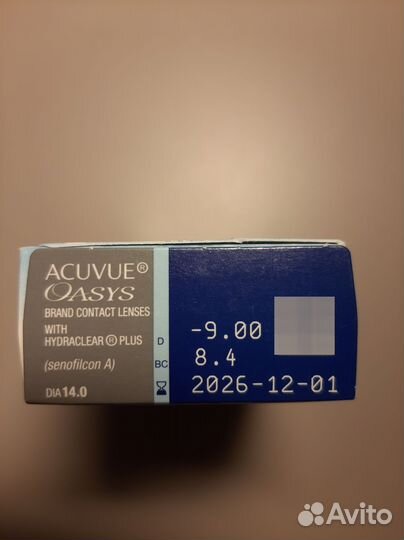 ACUVUE®
OASYS
BRAND CONTACT LENSES
WITH
HYDRACLEAR® PLUS
(senofilcon A)
DIA 14.0
D -9.00
BC 8.4
2026-12-01
Avito